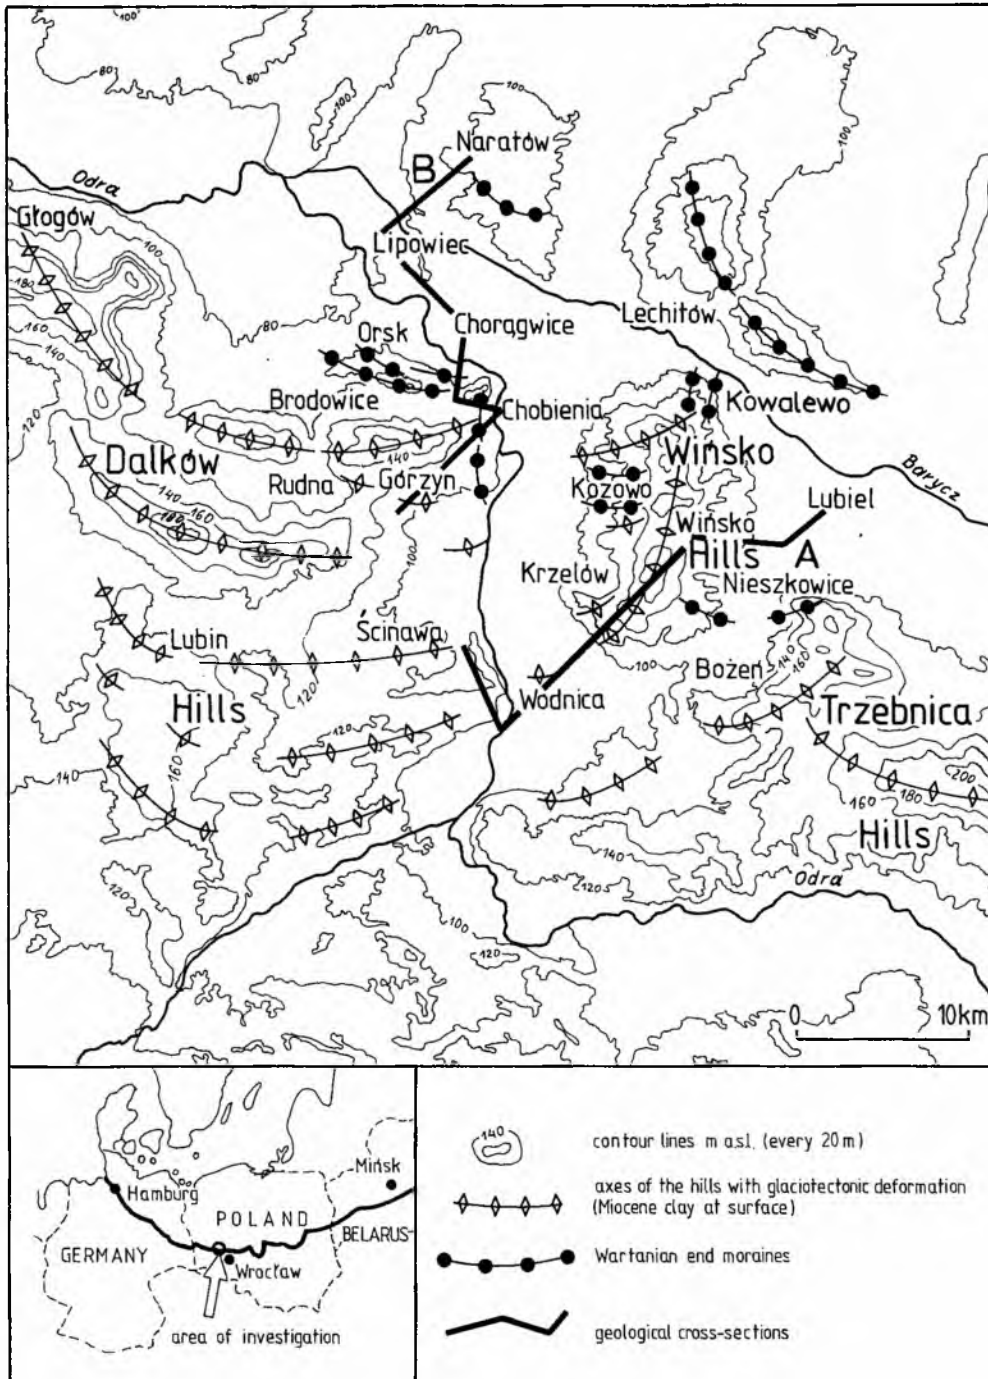 100
80
80
100
100
100
Naratów
B
Odra
Głogów
100
Lipowiec
180
160
140
80
Chorągwice
Lechitów
Orsk
120
Brodowice
Chobienia
Kowalewo
140
Dalków
Wińsko
Rudna
Górzyn
Kozowo
Barycz
140
160
180
Lubiel
Wińsko
100
Hills
A
Krzelów
Nieszkowice
Lubin
Ścinawa
140
160
100
Bożeń
120
Wodnica
Hills
Trzebnica
120
140
160
200
160
180
Hills
140
120
Odra
120
100
120
0
10km
Mińsk
Hamburg
POLAND
BELARUS
GERMANY
Wrocław
area of investigation
140
contour lines m a.s.l. (every 20 m)
axes of the hills with glaciotectonic deformation
(Miocene clay at surface)
Wartanian end moraines
geological cross-sections